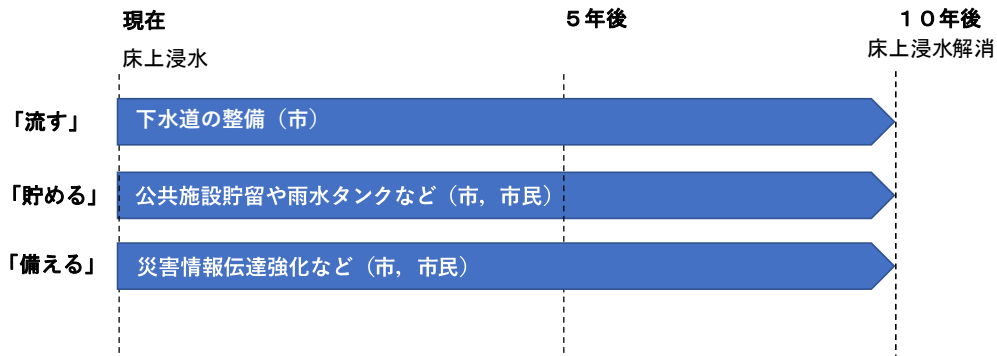 現在
５年後
１０年後
床上浸水
床上浸水解消
「流す」
下水道の整備（市）
「貯める」
公共施設貯留や雨水タンクなど（市，市民）
「備える」
災害情報伝達強化など（市，市民）